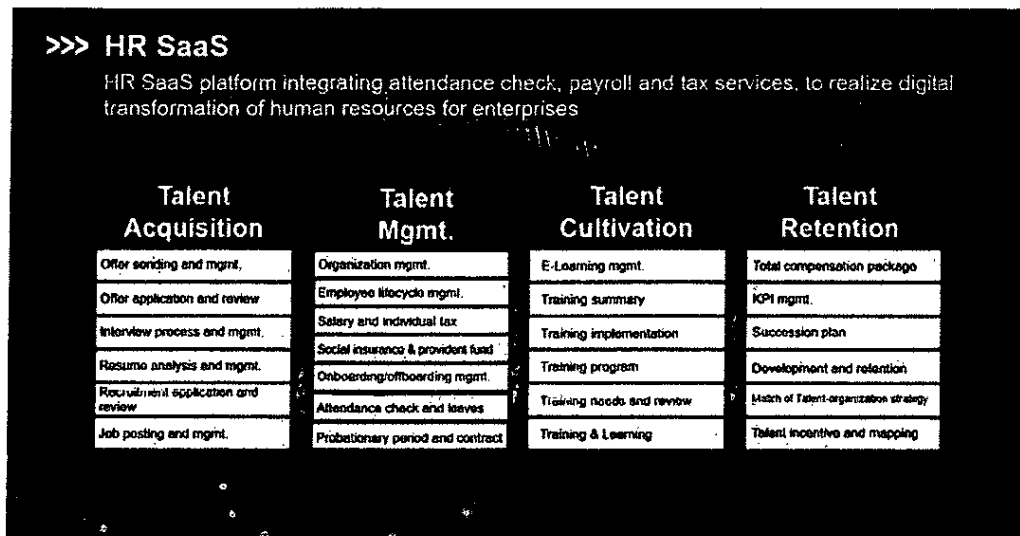 >>> HR SaaS
HR SaaS platform integrating attendance check, payroll and tax services, to realize digital
transformation of human resources for enterprises
Talent
Acquisition
Offer sending and mgmt.
Offer application and review
Interview process and mgmt.
Resume analysis and mgmt.
Recruitment application and
review
Job posting and mgmt.
Talent
Mgmt.
Organization mgmt.
Employee lifecycle mgmt.
Salary and individual tax
Social insurance & provident fund
Onboarding/offboarding mgmt.
Attendance check and leaves
Probationary period and contract
Talent
Cultivation
E-Learning mgmt.
Training summary
Training implementation
Training program
Training needs and review
Training & Learning
Talent
Retention
Total compensation package
KPI mgmt.
Succession plan
Development and retention
Match of Talent-organization strategy
Talent incentive and mapping